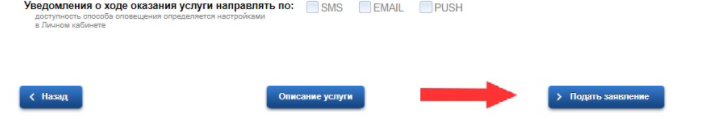 Уведомления о ходе оказания услуги направлять по: SMS EMAIL PUSH
доступность способа оповещения определяется настройками
в Личном кабинете
Назад Описание услуги Подать заявление